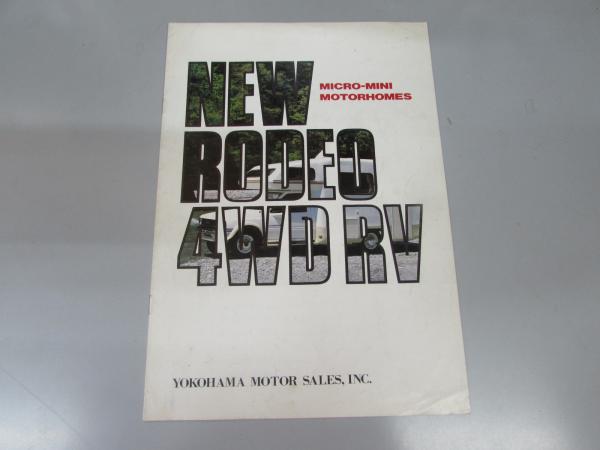 NEW
MICRO-MINI
MOTORHOMES
RODEO
4WD RV
YOKOHAMA MOTOR SALES, INC.